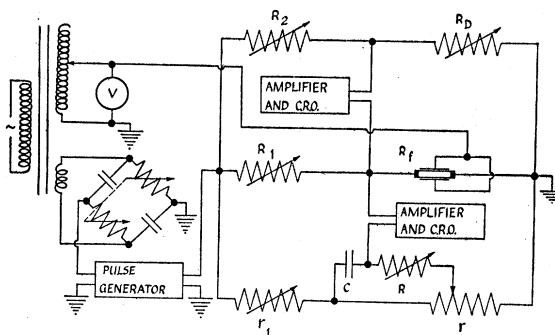 R2
RD
V
AMPLIFIER
AND C.R.O.
~
R1
Rf
AMPLIFIER
AND C.R.O.
PULSE
GENERATOR
C
R
r1
r